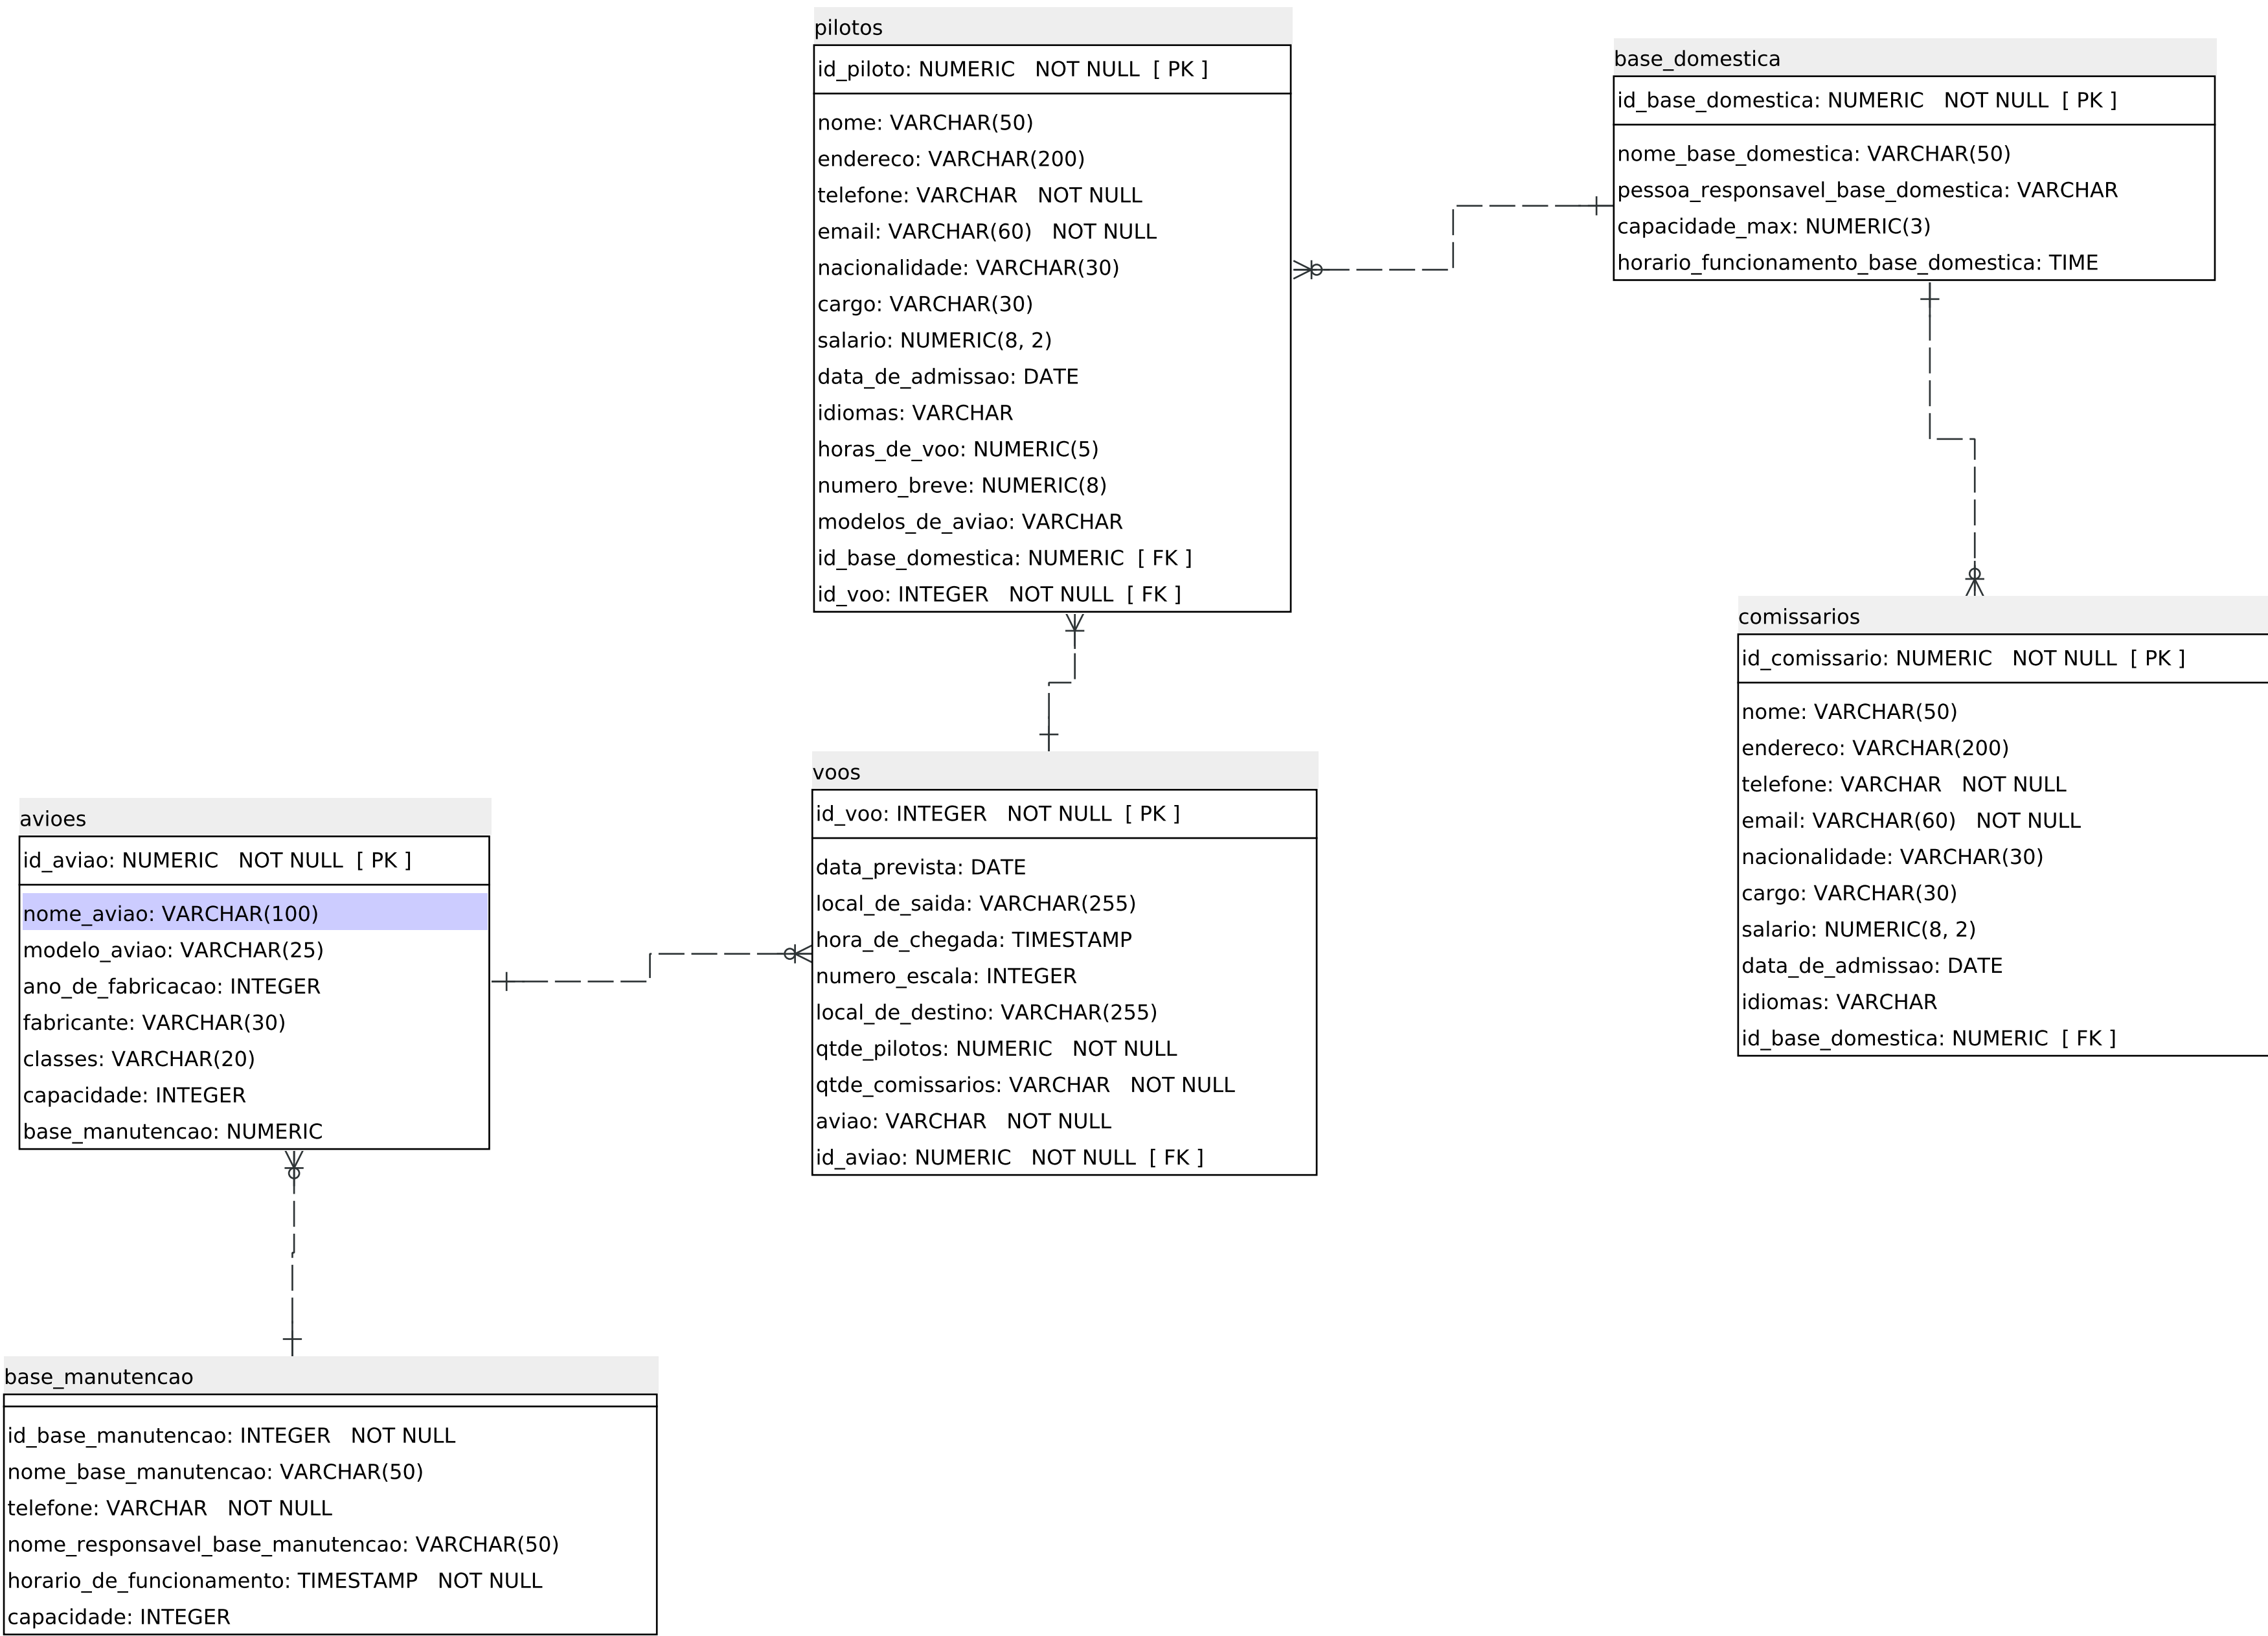 pilotos
id_piloto: NUMERIC NOT NULL [ PK ]
nome: VARCHAR(50)
endereco: VARCHAR(200)
telefone: VARCHAR NOT NULL
email: VARCHAR(60) NOT NULL
nacionalidade: VARCHAR(30)
cargo: VARCHAR(30)
salario: NUMERIC(8, 2)
data_de_admissao: DATE
idiomas: VARCHAR
horas_de_voo: NUMERIC(5)
numero_breve: NUMERIC(8)
modelos_de_aviao: VARCHAR
id_base_domestica: NUMERIC [ FK ]
id_voo: INTEGER NOT NULL [ FK ]
base_domestica
id_base_domestica: NUMERIC NOT NULL [ PK ]
nome_base_domestica: VARCHAR(50)
pessoa_responsavel_base_domestica: VARCHAR
capacidade_max: NUMERIC(3)
horario_funcionamento_base_domestica: TIME
comissarios
id_comissario: NUMERIC NOT NULL [ PK ]
nome: VARCHAR(50)
endereco: VARCHAR(200)
telefone: VARCHAR NOT NULL
email: VARCHAR(60) NOT NULL
nacionalidade: VARCHAR(30)
cargo: VARCHAR(30)
salario: NUMERIC(8, 2)
data_de_admissao: DATE
idiomas: VARCHAR
id_base_domestica: NUMERIC [ FK ]
voos
id_voo: INTEGER NOT NULL [ PK ]
data_prevista: DATE
local_de_saida: VARCHAR(255)
hora_de_chegada: TIMESTAMP
numero_escala: INTEGER
local_de_destino: VARCHAR(255)
qtde_pilotos: NUMERIC NOT NULL
qtde_comissarios: VARCHAR NOT NULL
aviao: VARCHAR NOT NULL
id_aviao: NUMERIC NOT NULL [ FK ]
avioes
id_aviao: NUMERIC NOT NULL [ PK ]
nome_aviao: VARCHAR(100)
modelo_aviao: VARCHAR(25)
ano_de_fabricacao: INTEGER
fabricante: VARCHAR(30)
classes: VARCHAR(20)
capacidade: INTEGER
base_manutencao: NUMERIC
base_manutencao
id_base_manutencao: INTEGER NOT NULL
nome_base_manutencao: VARCHAR(50)
telefone: VARCHAR NOT NULL
nome_responsavel_base_manutencao: VARCHAR(50)
horario_de_funcionamento: TIMESTAMP NOT NULL
capacidade: INTEGER